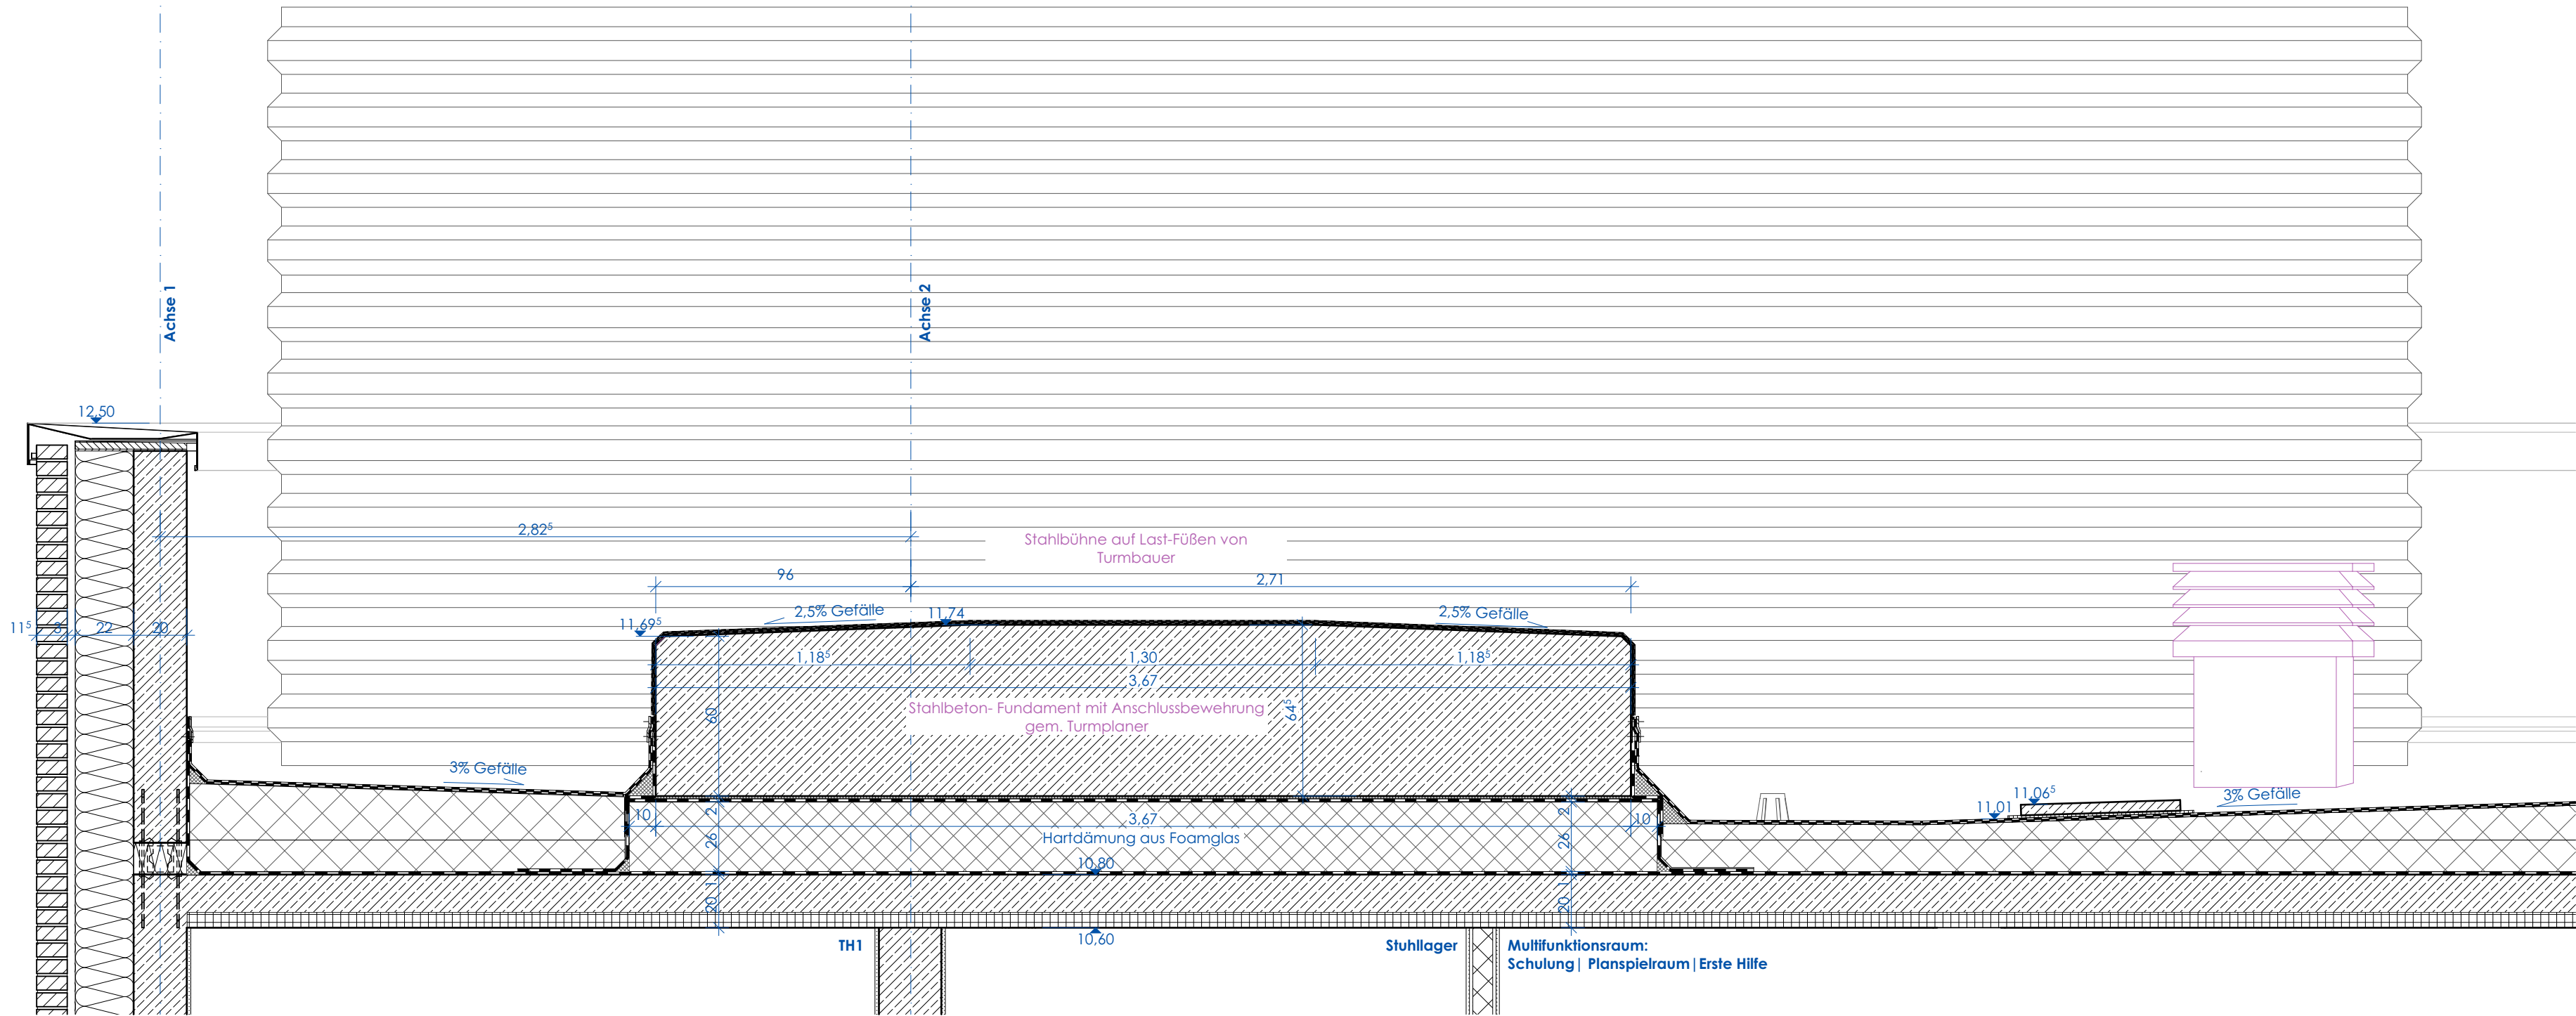 Achse 1
Achse 2
12,50
2,82⁵
Stahlbühne auf Last-Füßen von
Turmbauer
96
2,71
2,5% Gefälle
11,74
2,5% Gefälle
11,69⁵
11⁵
22
20
1,18⁵
1,30
1,18⁵
3,67
60
Stahlbeton- Fundament mit Anschlussbewehrung
gem. Turmplaner
64⁵
3% Gefälle
3% Gefälle
11,06⁵
11,01
10
2
3,67
2
10
26
Hartdämung aus Foamglas
26
10,80
1
1
20
20
10,60
TH1
Stuhllager
Multifunktionsraum:
Schulung| Planspielraum|Erste Hilfe